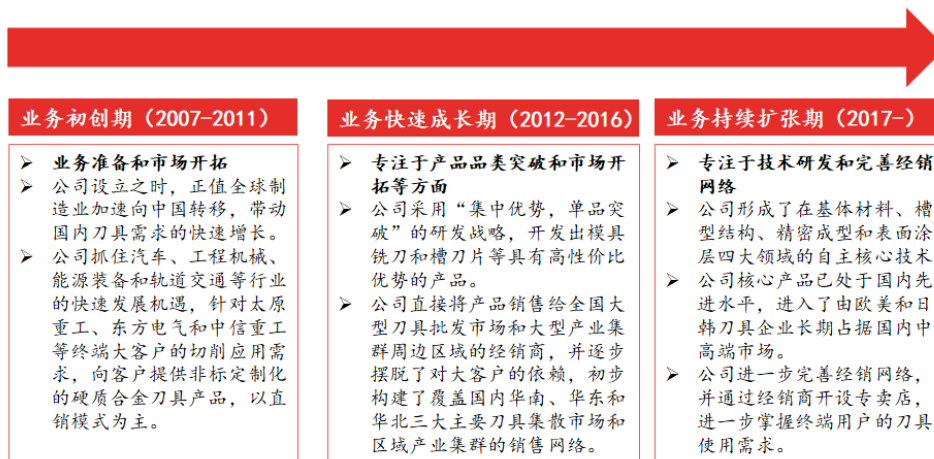 业务初创期（2007-2011）
➢ 业务准备和市场开拓
➢ 公司设立之时，正值全球制
造业加速向中国转移，带动
国内刀具需求的快速增长。
➢ 公司抓住汽车、工程机械、
能源装备和轨道交通等行业
的快速发展机遇，针对太原
重工、东方电气和中信重工
等终端大客户的切削应用需
求，向客户提供非标定制化
的硬质合金刀具产品，以直
销模式为主。
业务快速成长期（2012-2016）
➢ 专注于产品品类突破和市场开
拓等方面
➢ 公司采用“集中优势，单品突
破”的研发战略，开发出模具
铣刀和槽刀片等具有高性价比
优势的产品。
➢ 公司直接将产品销售给全国大
型刀具批发市场和大型产业集
群周边区域的经销商，并逐步
摆脱了对大客户的依赖，初步
构建了覆盖国内华南、华东和
华北三大主要刀具集散市场和
区域产业集群的销售网络。
业务持续扩张期（2017-）
➢ 专注于技术研发和完善经销
网络
➢ 公司形成了在基体材料、槽
型结构、精密成型和表面涂
层四大领域的自主核心技术
➢ 公司核心产品已处于国内先
进水平，进入了由欧美和日
韩刀具企业长期占据国内中
高端市场。
➢ 公司进一步完善经销网络，
并通过经销商开设专卖店，
进一步掌握终端用户的刀具
使用需求。